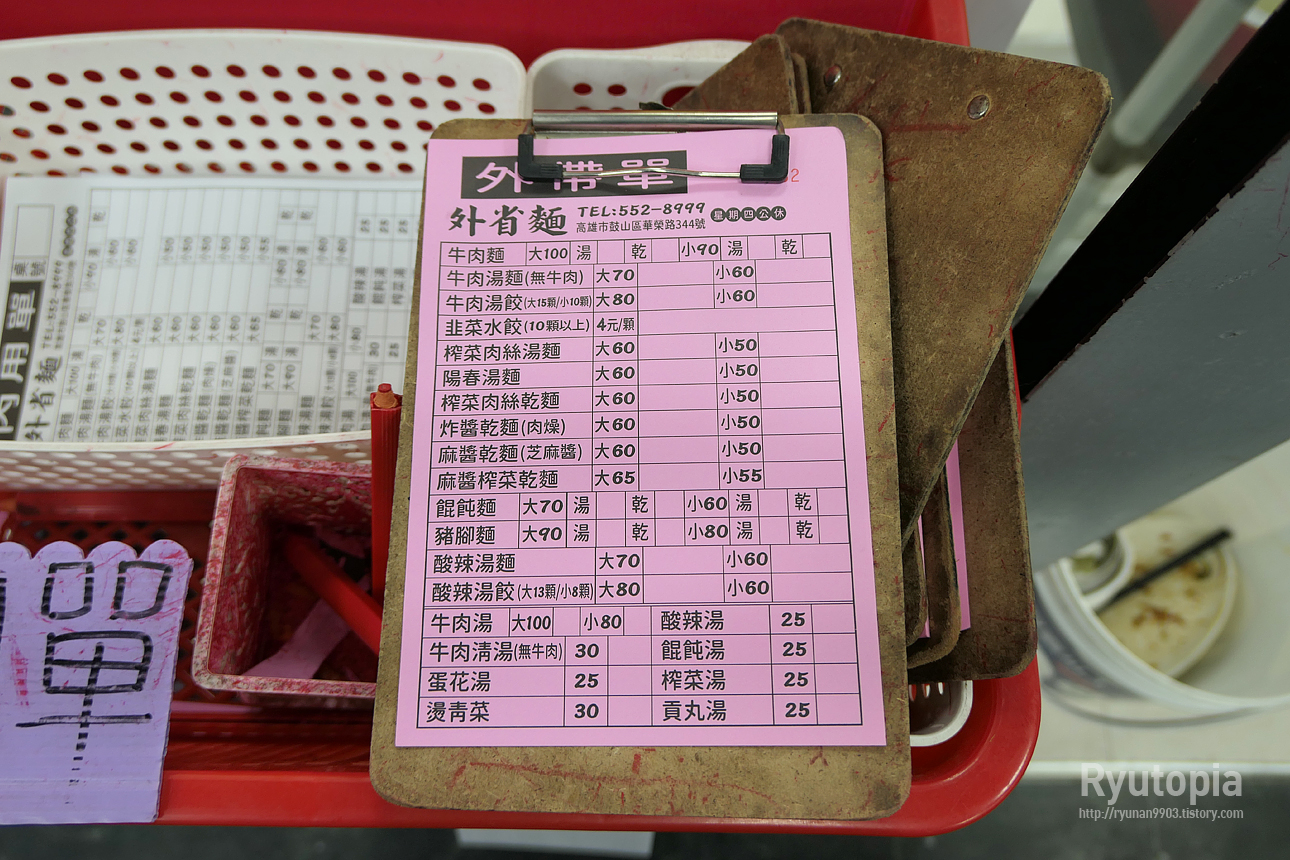 外帶單
2
外省麵 TEL:552-8999 星期四公休
高雄市鼓山區華榮路344號
牛肉麵 大100 湯 乾 小90 湯 乾
牛肉湯麵(無牛肉) 大70 小60
牛肉湯餃(大15顆/小10顆) 大80 小60
韭菜水餃(10顆以上) 4元/顆
榨菜肉絲湯麵 大60 小50
陽春湯麵 大60 小50
榨菜肉絲乾麵 大60 小50
炸醬乾麵(肉燥) 大60 小50
麻醬乾麵(芝麻醬) 大60 小50
麻醬榨菜乾麵 大65 小55
餛飩麵 大70 湯 乾 小60 湯 乾
豬腳麵 大90 湯 乾 小80 湯 乾
酸辣湯麵 大70 小60
酸辣湯餃(大13顆/小8顆) 大80 小60
牛肉湯 大100 小80 酸辣湯 25
牛肉清湯(無牛肉) 30 餛飩湯 25
蛋花湯 25 榨菜湯 25
燙青菜 30 貢丸湯 25
內用單
外省麵
桌號
單
Ryutopia
http://ryunan9903.tistory.com